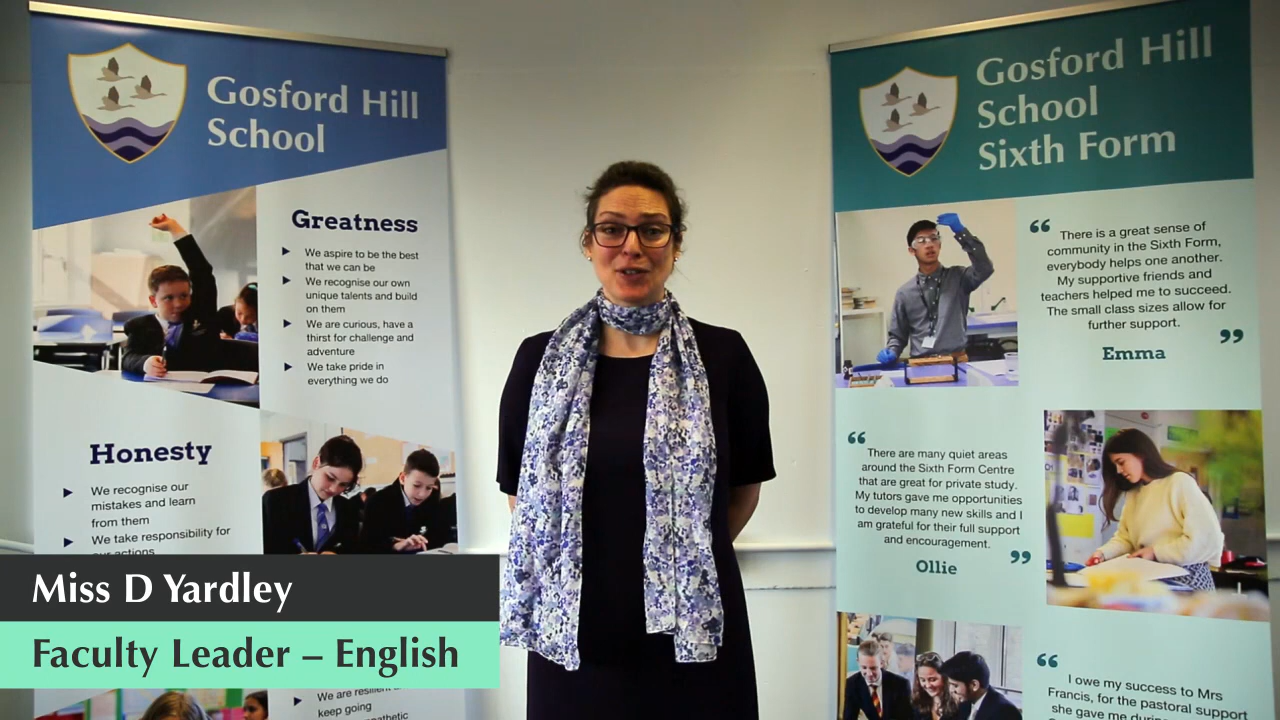 Gosford Hill
School
Greatness
We aspire to be the best
that we can be
We recognise our own
unique talents and build
on them
We are curious, have a
thirst for challenge and
adventure
We take pride in
everything we do
Honesty
We recognise our
mistakes and learn
from them
We take responsibility for
our actions
We are resilient
keep going
Miss D Yardley
Faculty Leader – English
Gosford Hill
School
Sixth Form
“ There is a great sense of
community in the Sixth Form,
everybody helps one another.
My supportive friends and
teachers helped me to succeed.
The small class sizes allow for
further support. ”
Emma
“ There are many quiet areas
around the Sixth Form Centre
that are great for private study.
My tutors gave me opportunities
to develop many new skills and I
am grateful for their full support
and encouragement. ”
Ollie
“ I owe my success to Mrs
Francis, for the pastoral support
she gave me